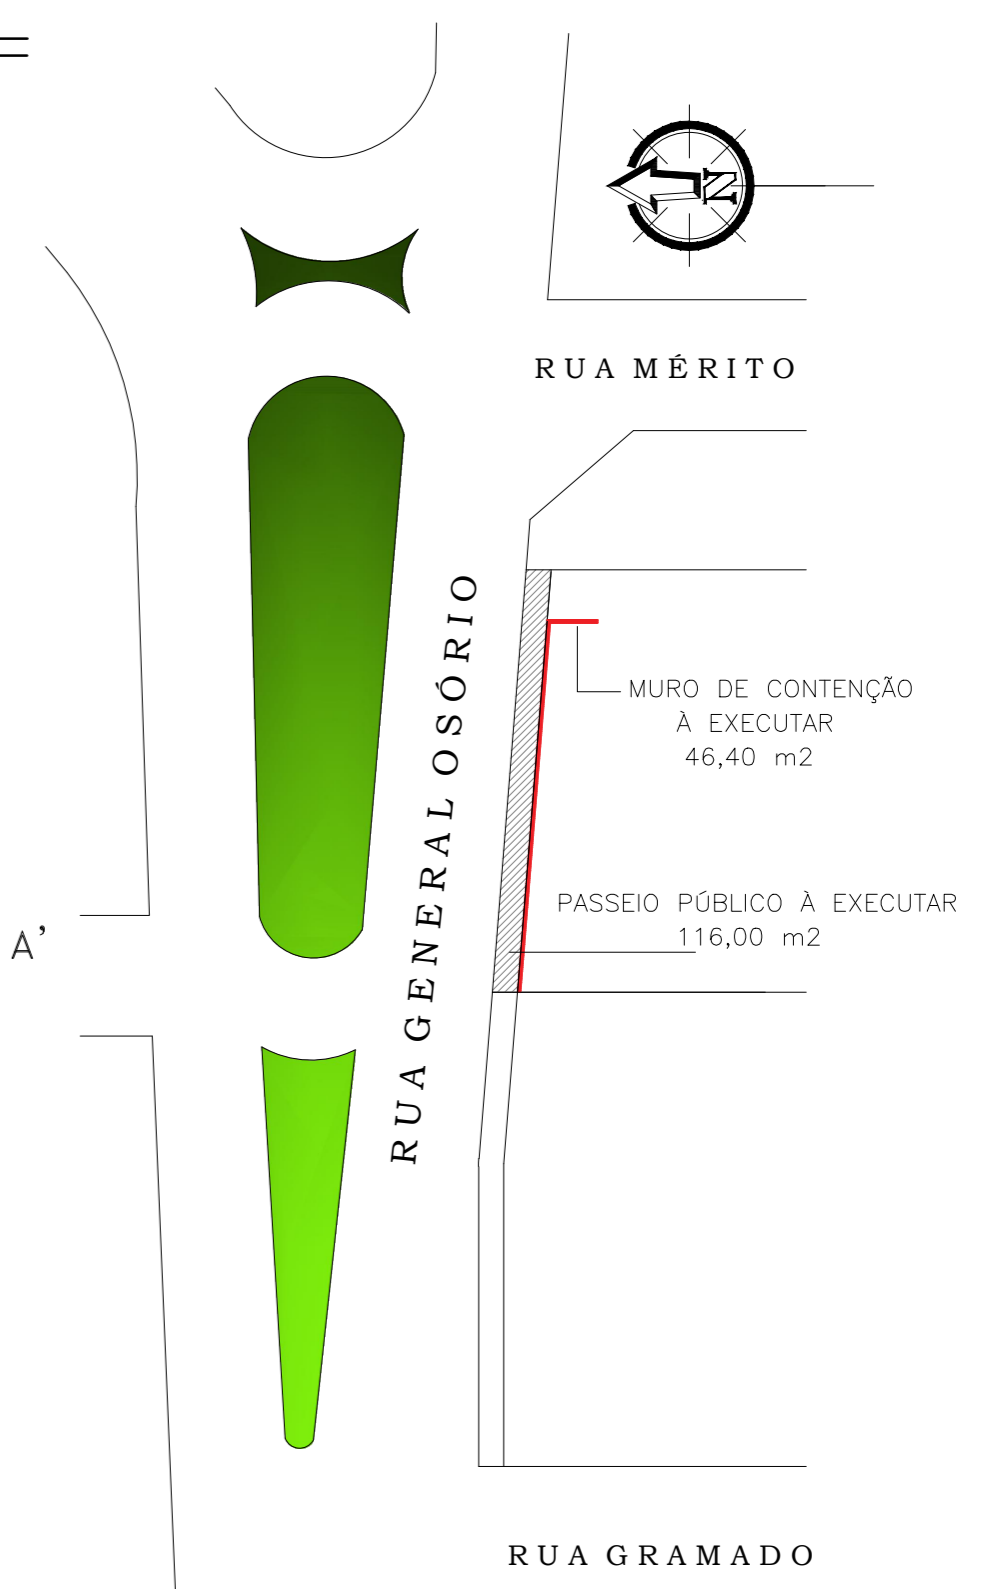 N
RUA MÉRITO
RUA GENERAL OSÓRIO
MURO DE CONTENÇÃO
À EXECUTAR
46,40 m2
PASSEIO PÚBLICO À EXECUTAR
116,00 m2
A’
RUA GRAMADO